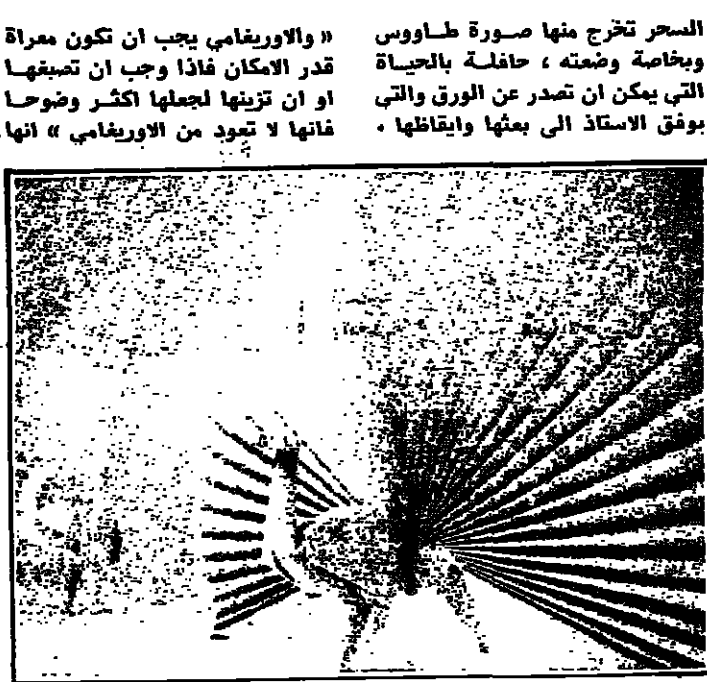 السحر تخرج منها صورة طاووس
وبخاصة وضعته ، حافلة بالحياة
التي يمكن ان تصدر عن الورق والتي
يوفق الاستاذ الى بعثها وايقاظها .
« والاوريغامي يجب ان تكون معراة
قدر الامكان فاذا وجب ان تصبغها
او ان تزينها لجعلها اكثر وضوحا
فانها لا تعود من الاوريغامي » انها